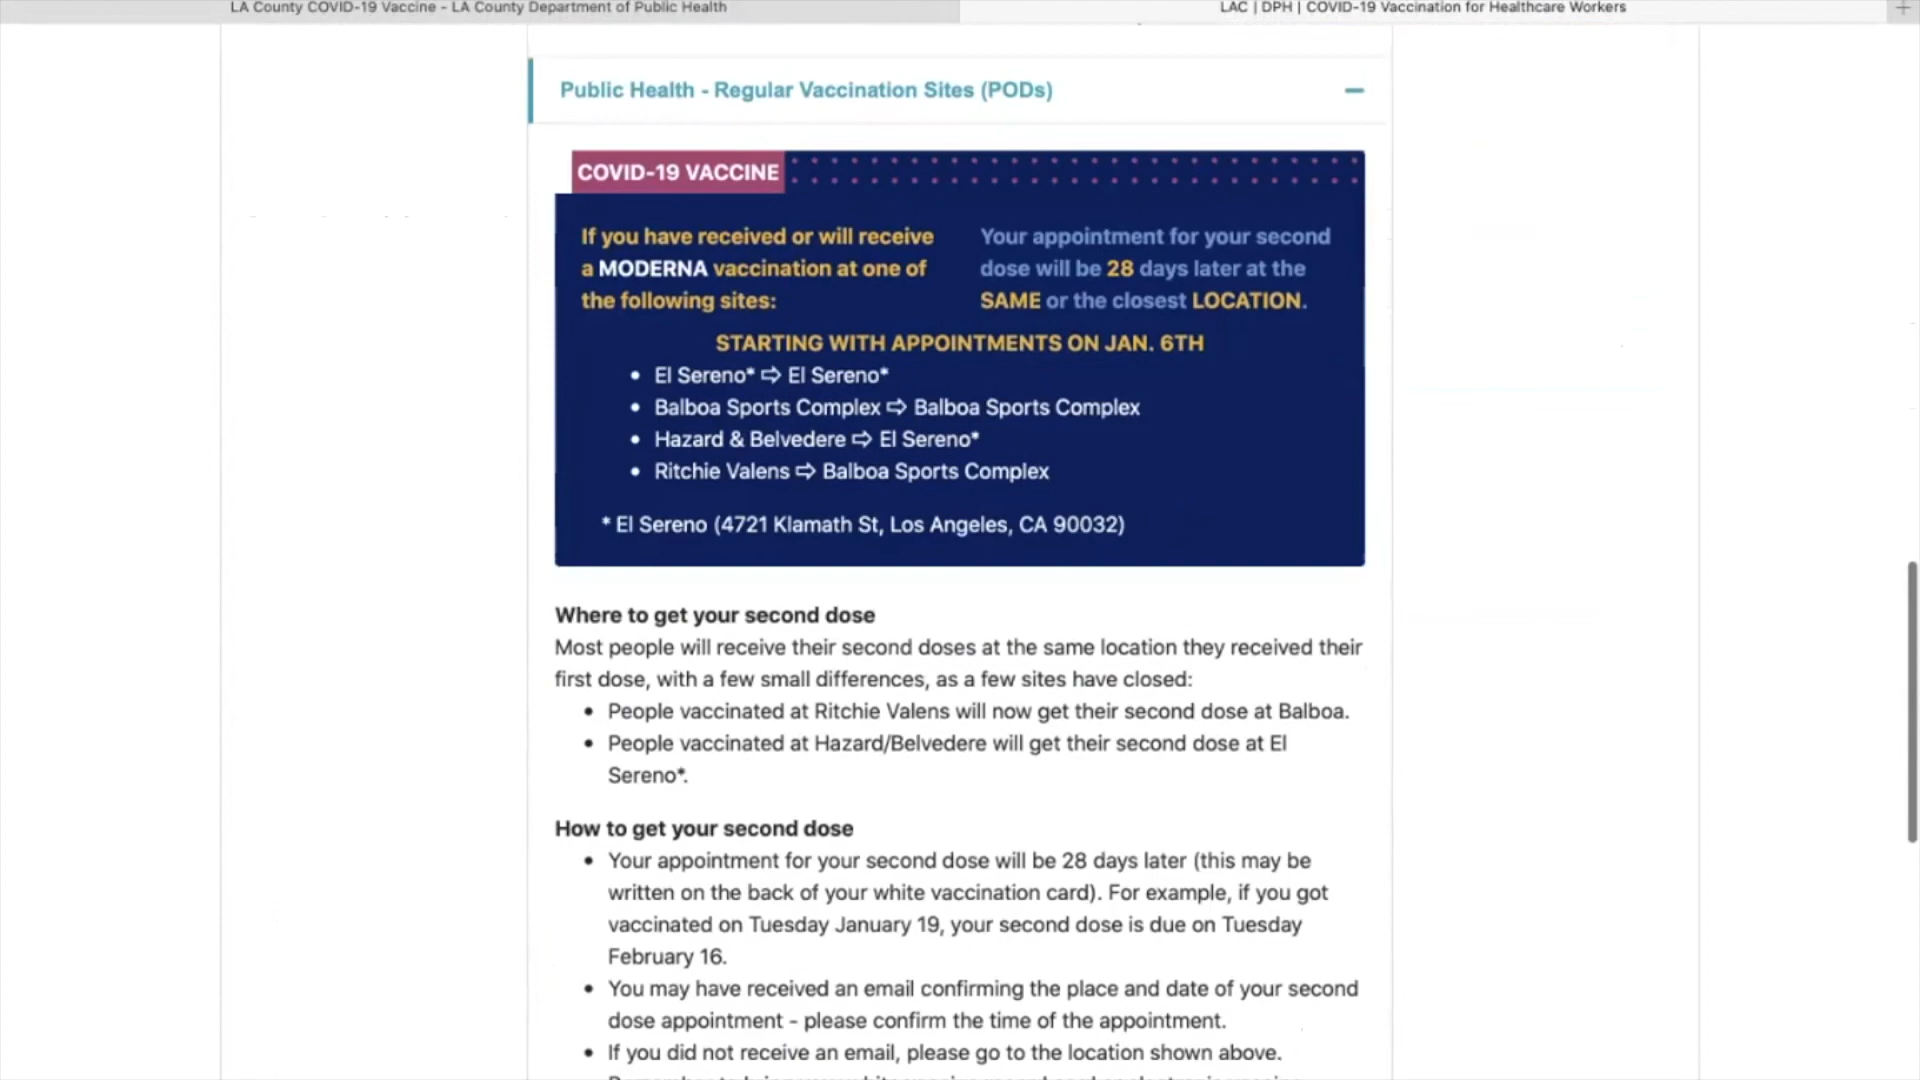 LA County COVID-19 Vaccine - LA County Department of Public Health
LAC | DPH | COVID-19 Vaccination for Healthcare Workers
Public Health - Regular Vaccination Sites (PODs)
COVID-19 VACCINE
If you have received or will receive
a MODERNA vaccination at one of
the following sites:
Your appointment for your second
dose will be 28 days later at the
SAME or the closest LOCATION.
STARTING WITH APPOINTMENTS ON JAN. 6TH
• El Sereno* ⇨ El Sereno*
• Balboa Sports Complex ⇨ Balboa Sports Complex
• Hazard & Belvedere ⇨ El Sereno*
• Ritchie Valens ⇨ Balboa Sports Complex
* El Sereno (4721 Klamath St, Los Angeles, CA 90032)
Where to get your second dose
Most people will receive their second doses at the same location they received their
first dose, with a few small differences, as a few sites have closed:
• People vaccinated at Ritchie Valens will now get their second dose at Balboa.
• People vaccinated at Hazard/Belvedere will get their second dose at El
Sereno*.
How to get your second dose
• Your appointment for your second dose will be 28 days later (this may be
written on the back of your white vaccination card). For example, if you got
vaccinated on Tuesday January 19, your second dose is due on Tuesday
February 16.
• You may have received an email confirming the place and date of your second
dose appointment - please confirm the time of the appointment.
• If you did not receive an email, please go to the location shown above.